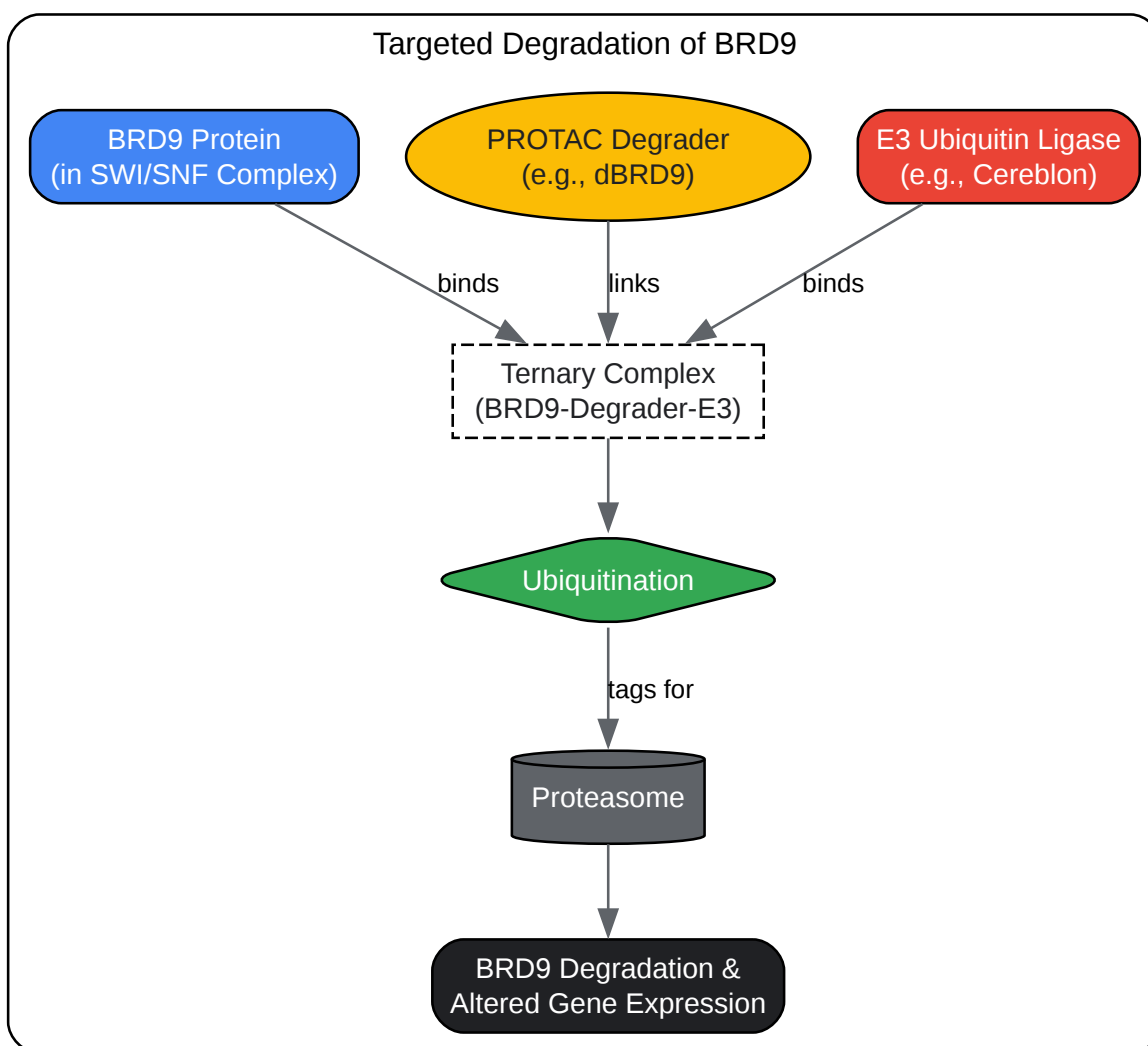 Targeted Degradation of BRD9
BRD9 Protein
(in SWI/SNF Complex)
PROTAC Degrader
(e.g., dBRD9)
E3 Ubiquitin Ligase
(e.g., Cereblon)
binds
links
binds
Ternary Complex
(BRD9-Degrader-E3)
Ubiquitination
tags for
Proteasome
BRD9 Degradation &
Altered Gene Expression